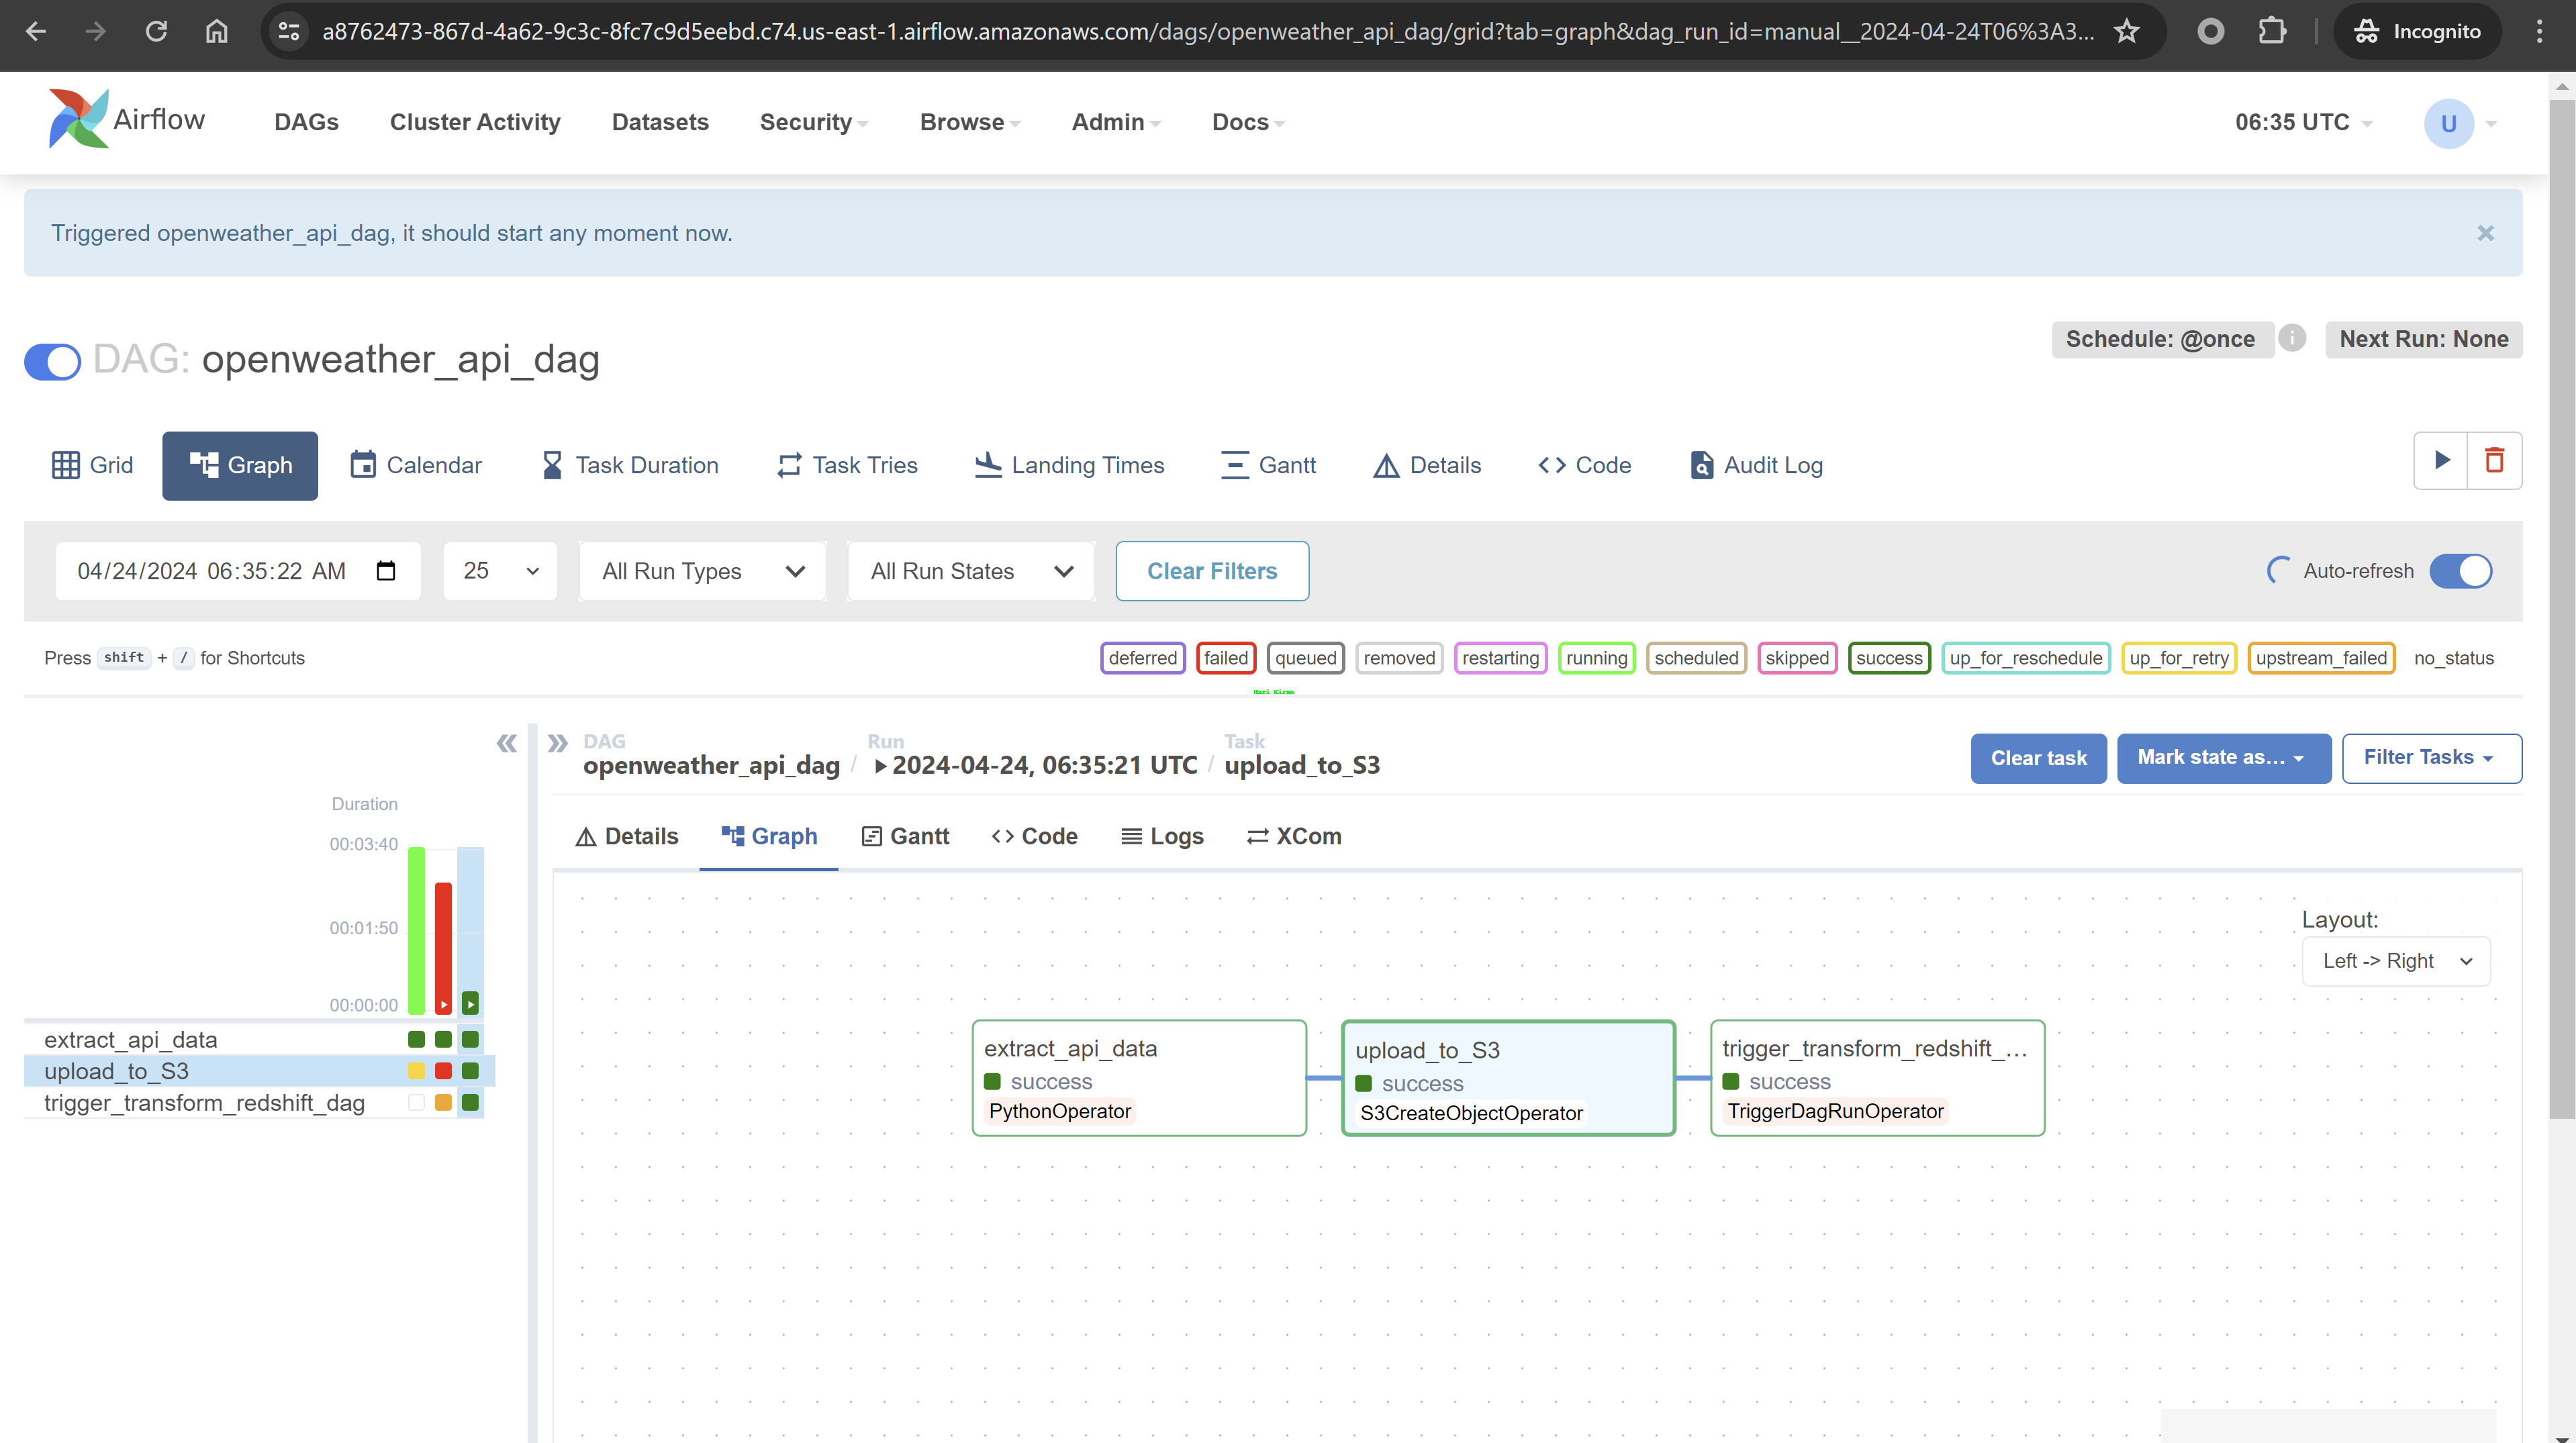 a8762473-867d-4a62-9c3c-8fc7c9d5eebd.c74.us-east-1.airflow.amazonaws.com/dags/openweather_api_dag/grid?tab=graph&dag_run_id=manual__2024-04-24T06%3A3...
Incognito
Airflow DAGs Cluster Activity Datasets Security Browse Admin Docs 06:35 UTC U
Triggered openweather_api_dag, it should start any moment now. ×
Schedule: @once i Next Run: None
DAG: openweather_api_dag
Grid Graph Calendar Task Duration Task Tries Landing Times Gantt Details Code Audit Log
04/24/2024 06:35:22 AM 25 All Run Types All Run States Clear Filters Auto-refresh
Press shift + / for Shortcuts deferred failed queued removed restarting running scheduled skipped success up_for_reschedule up_for_retry upstream_failed no_status
Hari Kiran
DAG Run Task
openweather_api_dag / 2024-04-24, 06:35:21 UTC / upload_to_S3
Clear task Mark state as... Filter Tasks
Duration
00:03:40
00:01:50
00:00:00
extract_api_data
upload_to_S3
trigger_transform_redshift_dag
Details Graph Gantt Code Logs XCom
Layout:
Left -> Right
extract_api_data
success
PythonOperator
upload_to_S3
success
S3CreateObjectOperator
trigger_transform_redshift_...
success
TriggerDagRunOperator